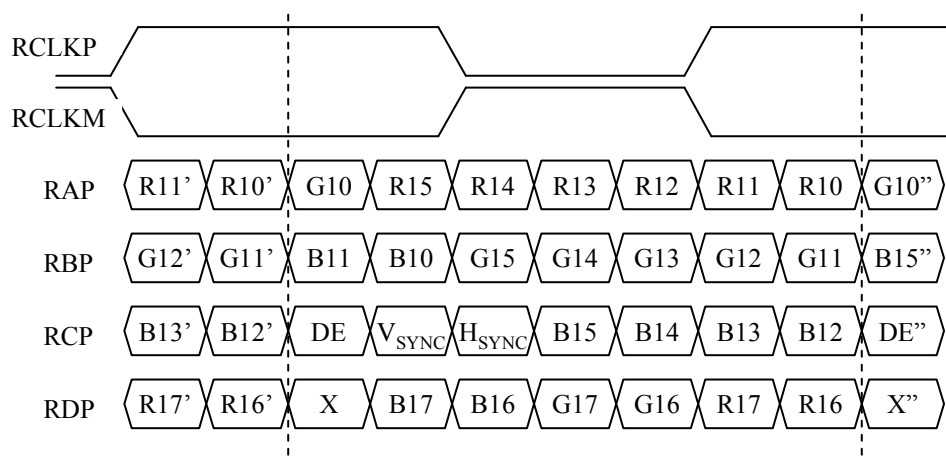 RCLKP
RCLKM
RAP R11’ R10’ G10 R15 R14 R13 R12 R11 R10 G10”
RBP G12’ G11’ B11 B10 G15 G14 G13 G12 G11 B15”
RCP B13’ B12’ DE VSYNC HSYNC B15 B14 B13 B12 DE”
RDP R17’ R16’ X B17 B16 G17 G16 R17 R16 X”